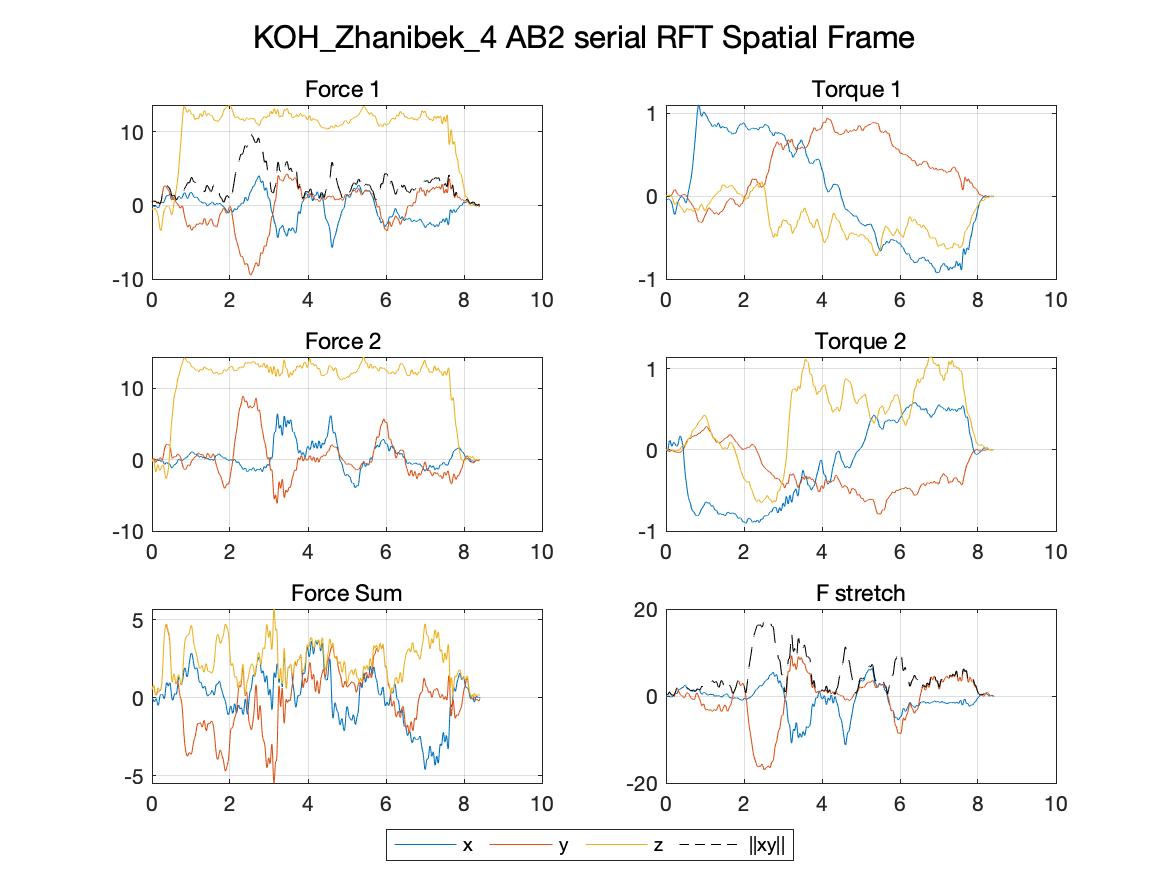 KOH_Zhanibek_4 AB2 serial RFT Spatial Frame
Force 1
10
0
-10
0 2 4 6 8 10
Torque 1
1
0
-1
0 2 4 6 8 10
Force 2
10
0
-10
0 2 4 6 8 10
Torque 2
1
0
-1
0 2 4 6 8 10
Force Sum
5
0
-5
0 2 4 6 8 10
F stretch
20
0
-20
0 2 4 6 8 10
x y z ||xy||